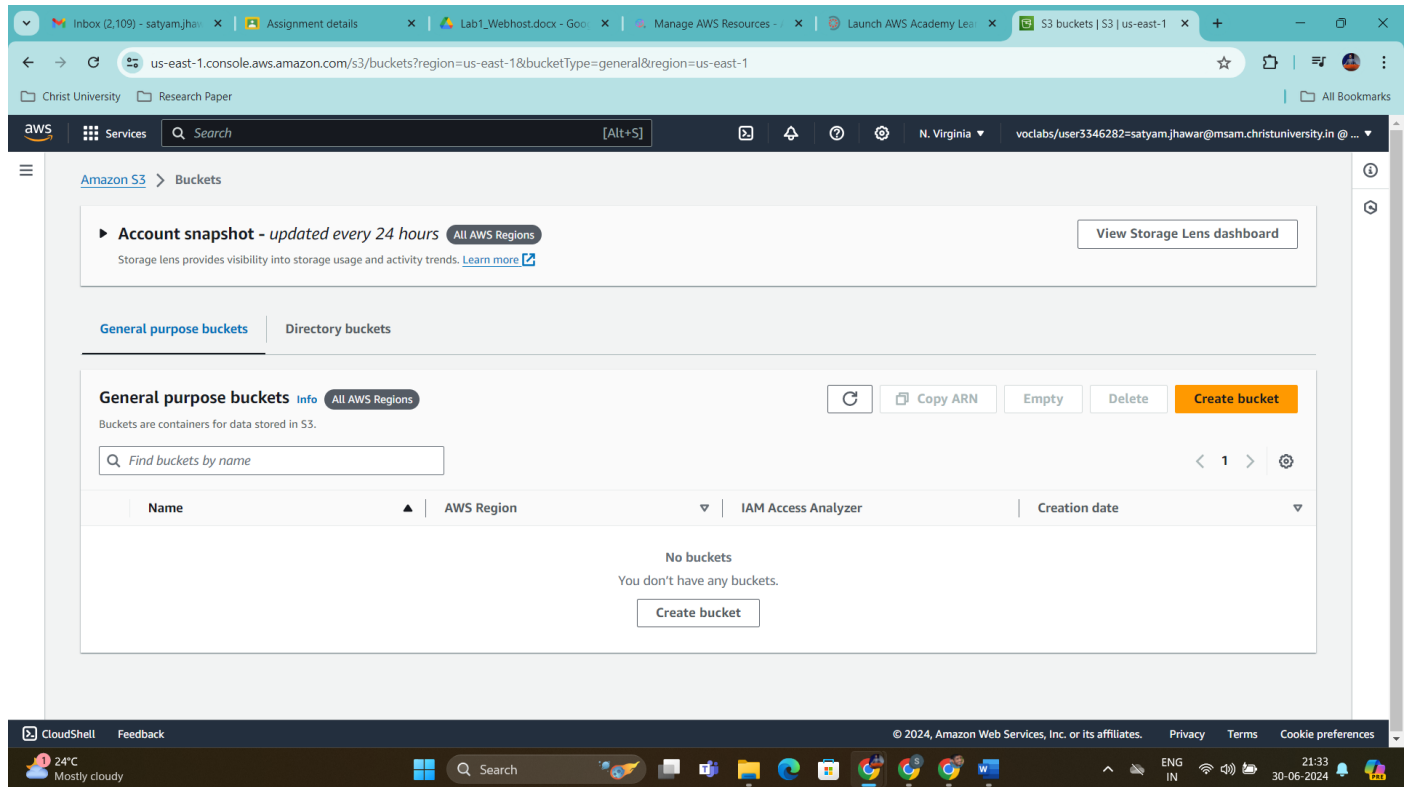 Inbox (2,109) - satyam.jhaw
Assignment details
Lab1_Webhost.docx - Goo
Manage AWS Resources -
Launch AWS Academy Lea
S3 buckets | S3 | us-east-1
us-east-1.console.aws.amazon.com/s3/buckets?region=us-east-1&bucketType=general&region=us-east-1
Christ University Research Paper All Bookmarks
aws Services Search [Alt+S] N. Virginia voclabs/user3346282=satyam.jhawar@msam.christuniversity.in @ ...
Amazon S3 Buckets
Account snapshot - updated every 24 hours All AWS Regions View Storage Lens dashboard
Storage lens provides visibility into storage usage and activity trends. Learn more
General purpose buckets Directory buckets
General purpose buckets Info All AWS Regions Copy ARN Empty Delete Create bucket
Buckets are containers for data stored in S3.
Find buckets by name 1
Name AWS Region IAM Access Analyzer Creation date
No buckets
You don't have any buckets.
Create bucket
CloudShell Feedback © 2024, Amazon Web Services, Inc. or its affiliates. Privacy Terms Cookie preferences
1 24°C Search ENG 21:33
Mostly cloudy IN 30-06-2024 PRE